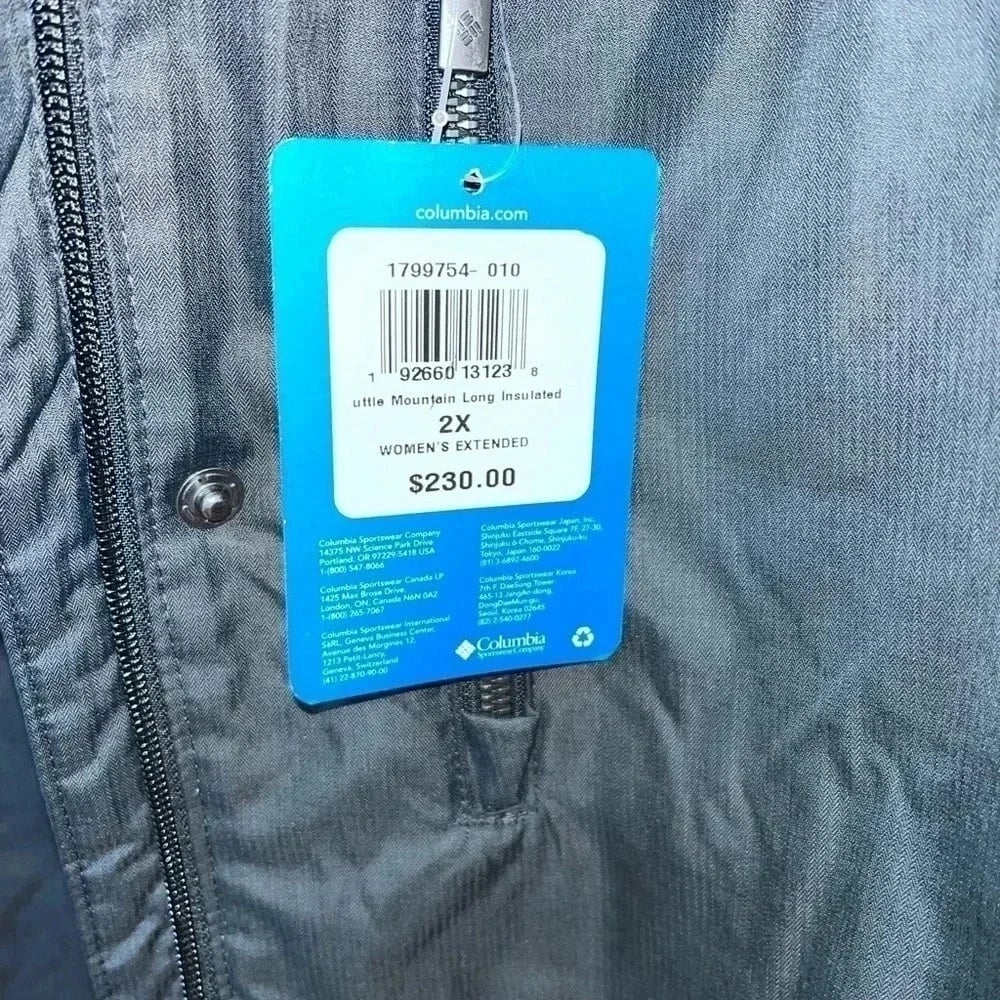 columbia.com
1799754- 010
1 92660 13123 8
uttle Mountain Long Insulated
2X
WOMEN'S EXTENDED
$230.00
Columbia Sportswear Company
14375 NW Science Park Drive
Portland, OR 97229-5418 USA
1-(800) 547-8066
Columbia Sportswear Canada LP
1425 Max Brose Drive,
London, ON, Canada N6N 0A2
1-(800) 265-7067
Columbia Sportswear International
SàRL, Geneva Business Center,
Avenue des Morgines 12,
1213 Petit-Lancy,
Geneva, Switzerland
(41) 22-870-90-00
Columbia Sportswear Japan, Inc.
Shinjuku Eastside Square 7F, 27-30,
Shinjuku 6-Chome, Shinjuku-ku
Tokyo, Japan 160-0022
(81) 3-6892-4600
Columbia Sportswear Korea
7th F. DaeSung Tower
465-13 JangAn-dong,
DongDaeMun-gu,
Seoul, Korea 02645
(82) 2-540-0277
Columbia
Sportswear Company